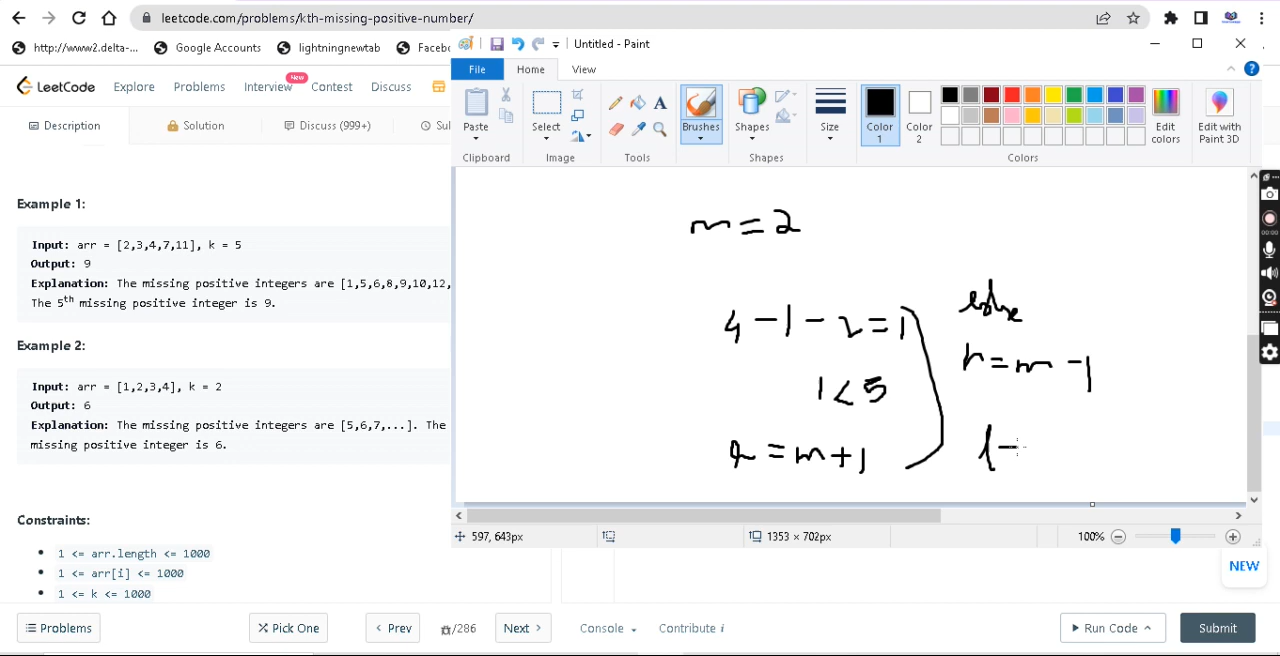 leetcode.com/problems/kth-missing-positive-number/
http://www2.delta-... Google Accounts lightningnewtab Faceb
Untitled - Paint
File Home View
LeetCode Explore Problems Interview New Contest Discuss
Description Solution Discuss (999+) Sul
Paste Select Brushes Shapes Size Color 1 Color 2 Edit colors Edit with Paint 3D
Clipboard Image Tools Shapes Colors
Example 1:
Input: arr = [2,3,4,7,11], k = 5
Output: 9
Explanation: The missing positive integers are [1,5,6,8,9,10,12,
The 5th missing positive integer is 9.
Example 2:
Input: arr = [1,2,3,4], k = 2
Output: 6
Explanation: The missing positive integers are [5,6,7,...]. The
missing positive integer is 6.
Constraints:
1 <= arr.length <= 1000
1 <= arr[i] <= 1000
1 <= k <= 1000
m = 2
4 - 1 - 2 = 1
1 < 5
= m + 1
else
h = m - 1
l -
597, 643px 1353 × 702px 100%
NEW
Problems Pick One Prev /286 Next Console Contribute i Run Code Submit